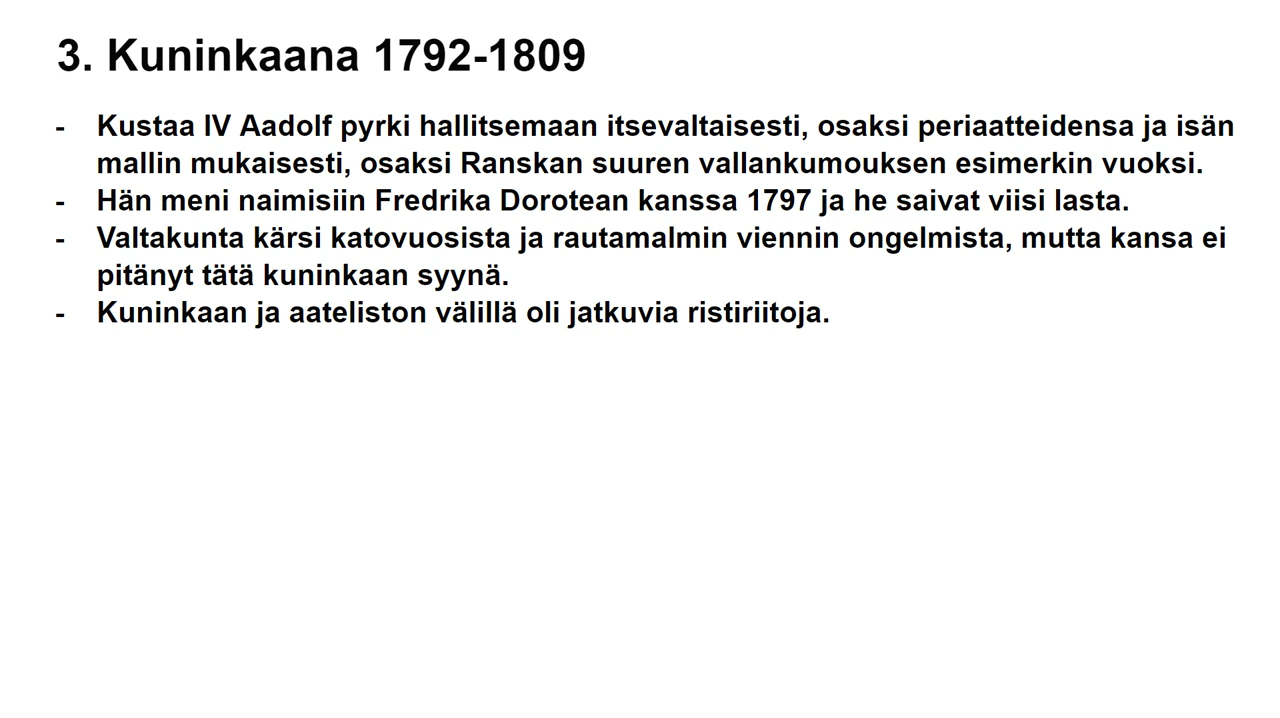 3. Kuninkaana 1792-1809
- Kustaa IV Aadolf pyrki hallitsemaan itsevaltaisesti, osaksi periaatteidensa ja isän
mallin mukaisesti, osaksi Ranskan suuren vallankumouksen esimerkin vuoksi.
- Hän meni naimisiin Fredrika Dorotean kanssa 1797 ja he saivat viisi lasta.
- Valtakunta kärsi katovuosista ja rautamalmin viennin ongelmista, mutta kansa ei
pitänyt tätä kuninkaan syynä.
- Kuninkaan ja aateliston välillä oli jatkuvia ristiriitoja.